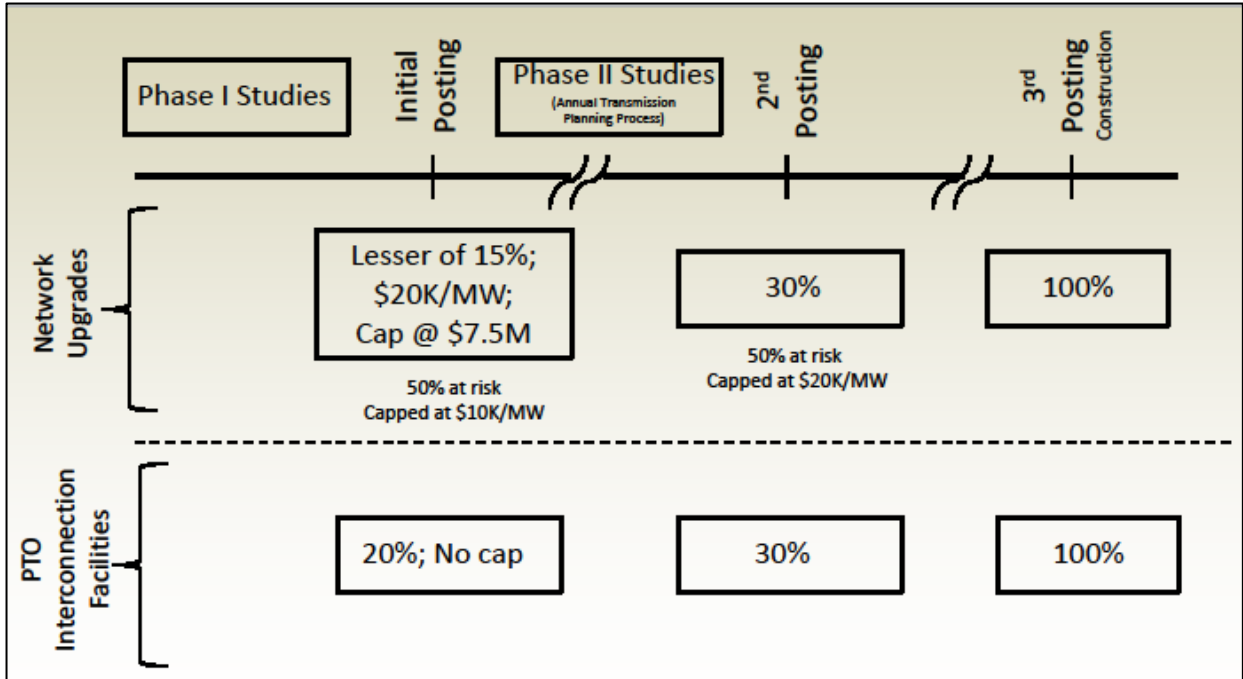 Phase I Studies
Initial
Posting
Phase II Studies
(Annual Transmission
Planning Process)
2nd
Posting
3rd
Posting
Construction
Network
Upgrades
Lesser of 15%;
$20K/MW;
Cap @ $7.5M
50% at risk
Capped at $10K/MW
30%
50% at risk
Capped at $20K/MW
100%
PTO
Interconnection
Facilities
20%; No cap
30%
100%